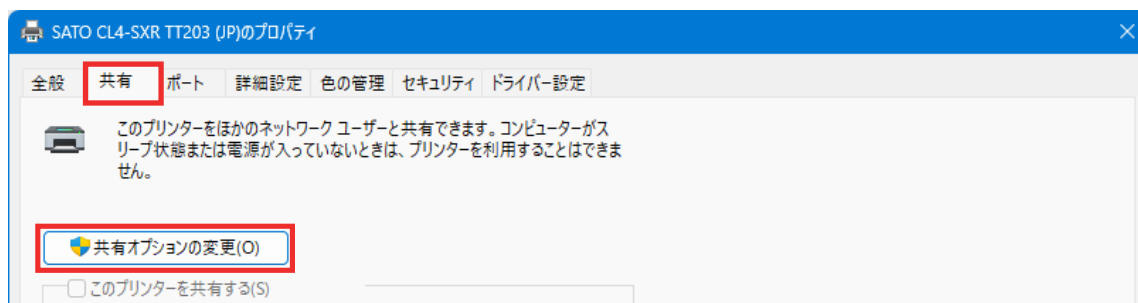 SATO CL4-SXR TT203 (JP)のプロパティ
全般 共有 ポート 詳細設定 色の管理 セキュリティ ドライバー設定
このプリンターをほかのネットワーク ユーザーと共有できます。コンピューターがス
リープ状態または電源が入っていないときは、プリンターを利用することはできま
せん。
共有オプションの変更(O)
このプリンターを共有する(S)